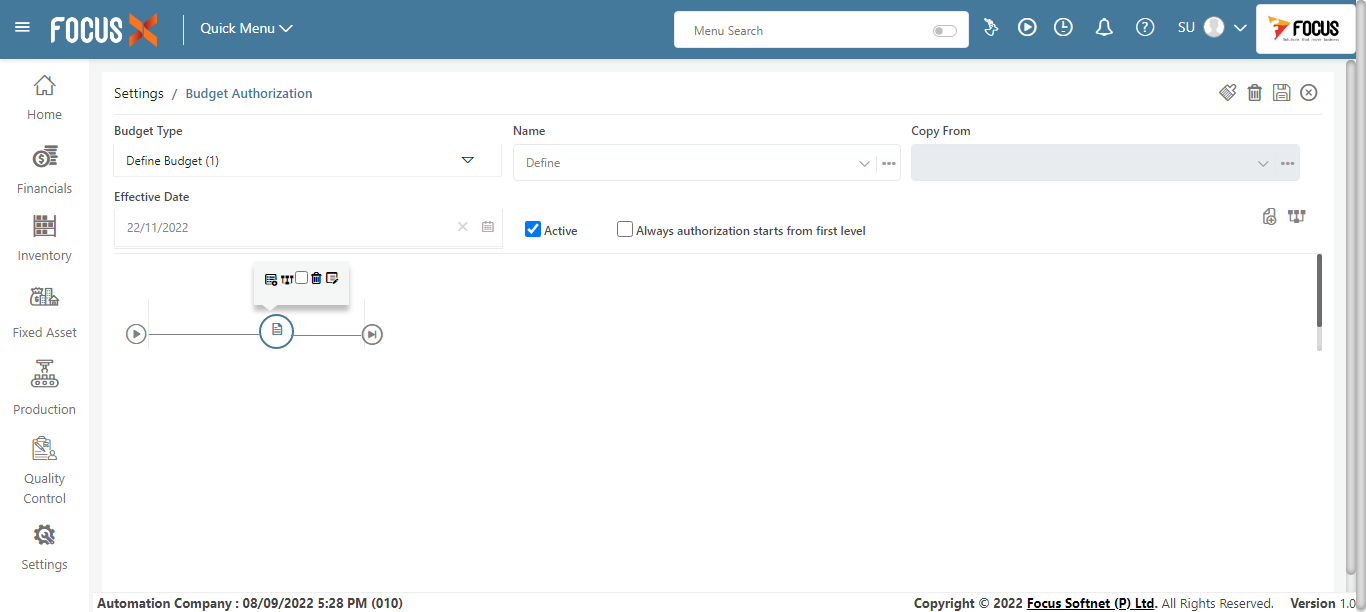 FOCUS X
Quick Menu
Menu Search
SU
FOCUS
Home
Financials
Inventory
Fixed Asset
Production
Quality
Control
Settings
Settings / Budget Authorization
Budget Type
Name
Copy From
Define Budget (1)
Define
Effective Date
22/11/2022
Active
Always authorization starts from first level
Automation Company : 08/09/2022 5:28 PM (010)
Copyright © 2022 Focus Softnet (P) Ltd. All Rights Reserved.
Version 1.0